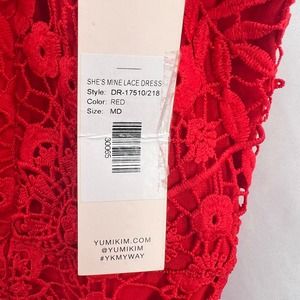 SHE'S MINE LACE DRESS
Style: DR-17510/218
Color: RED
Size: MD
30065
YUMIKIM.COM
@YUMIKIM
#YKMYWAY